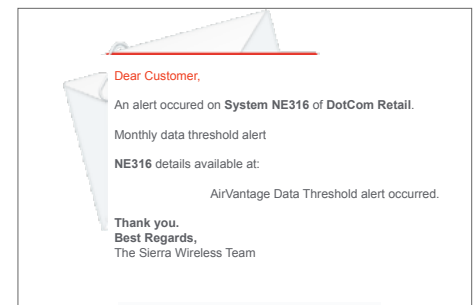 Dear Customer,
An alert occured on System NE316 of DotCom Retail.
Monthly data threshold alert
NE316 details available at:
AirVantage Data Threshold alert occurred.
Thank you.
Best Regards,
The Sierra Wireless Team